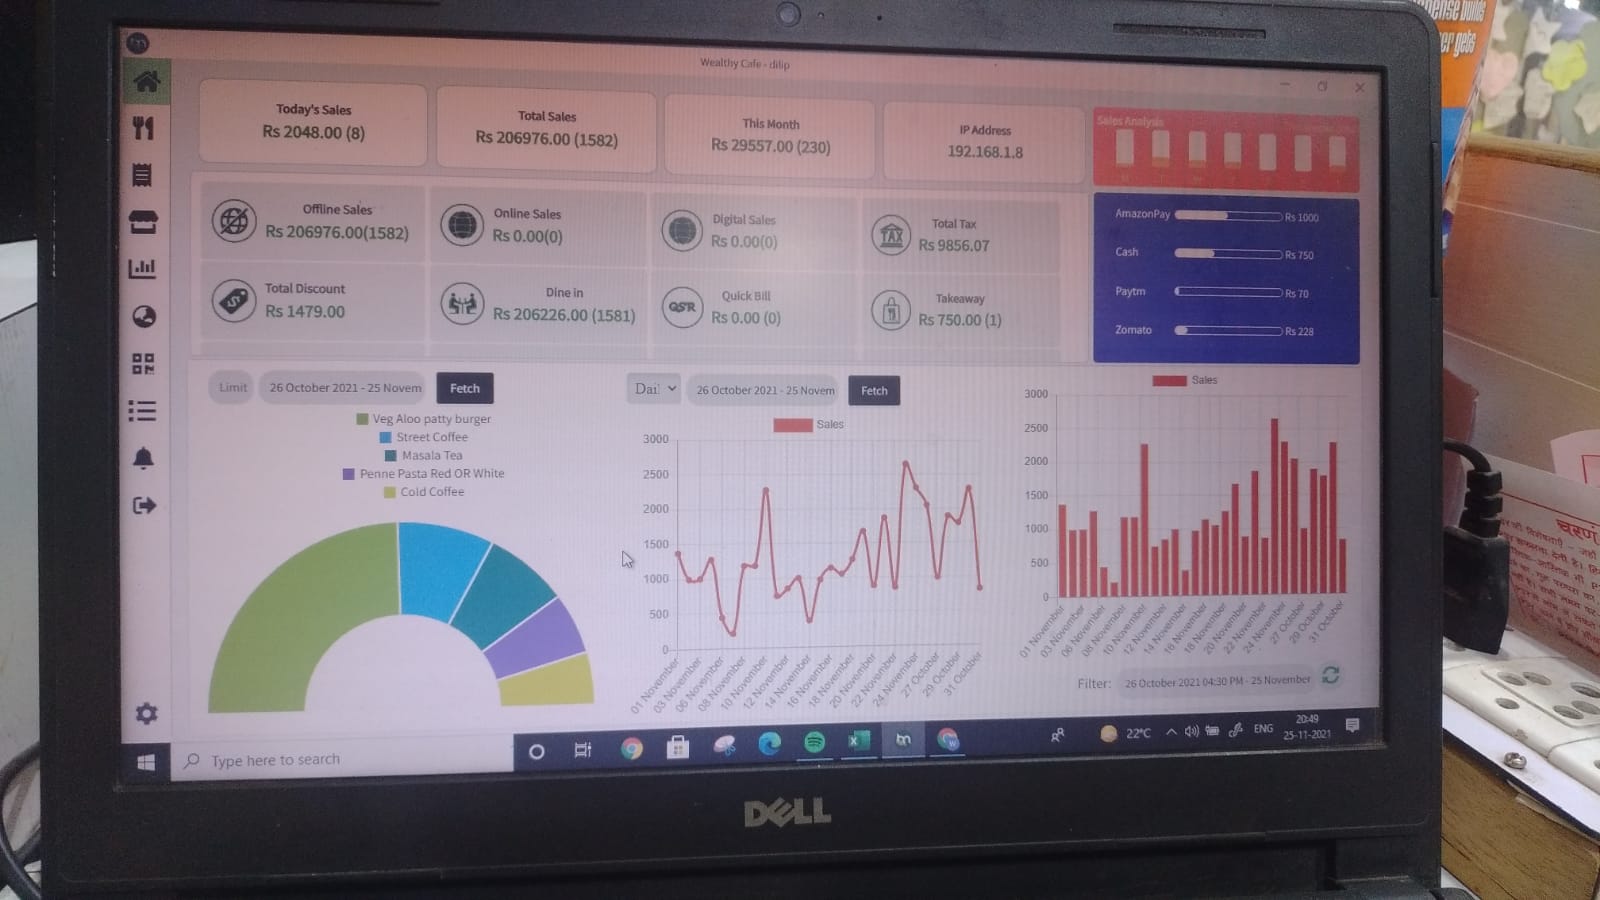 Wealthy Cafe - dilip
Today's Sales
Rs 2048.00 (8)
Total Sales
Rs 206976.00 (1582)
This Month
Rs 29557.00 (230)
IP Address
192.168.1.8
Sales Analysis
Offline Sales
Rs 206976.00(1582)
Online Sales
Rs 0.00(0)
Digital Sales
Rs 0.00(0)
TAX
Total Tax
Rs 9856.07
Total Discount
Rs 1479.00
Dine in
Rs 206226.00 (1581)
QSR
Quick Bill
Rs 0.00 (0)
Takeaway
Rs 750.00 (1)
AmazonPay Rs 1000
Cash Rs 750
Paytm Rs 70
Zomato Rs 228
Limit
26 October 2021 - 25 Novem
Fetch
Veg Aloo patty burger
Street Coffee
Masala Tea
Penne Pasta Red OR White
Cold Coffee
Dai
26 October 2021 - 25 Novem
Fetch
Sales
3000
2500
2000
1500
1000
500
0
01 November
03 November
06 November
08 November
10 November
12 November
14 November
16 November
18 November
20 November
22 November
24 November
27 October
29 October
31 October
Sales
3000
2500
2000
1500
1000
500
0
01 November
03 November
06 November
08 November
10 November
12 November
14 November
16 November
18 November
20 November
22 November
24 November
27 October
29 October
31 October
Filter: 26 October 2021 04:30 PM - 25 November
Type here to search
22°C
ENG
20:49
25-11-2021
DELL
er gets
चरणं